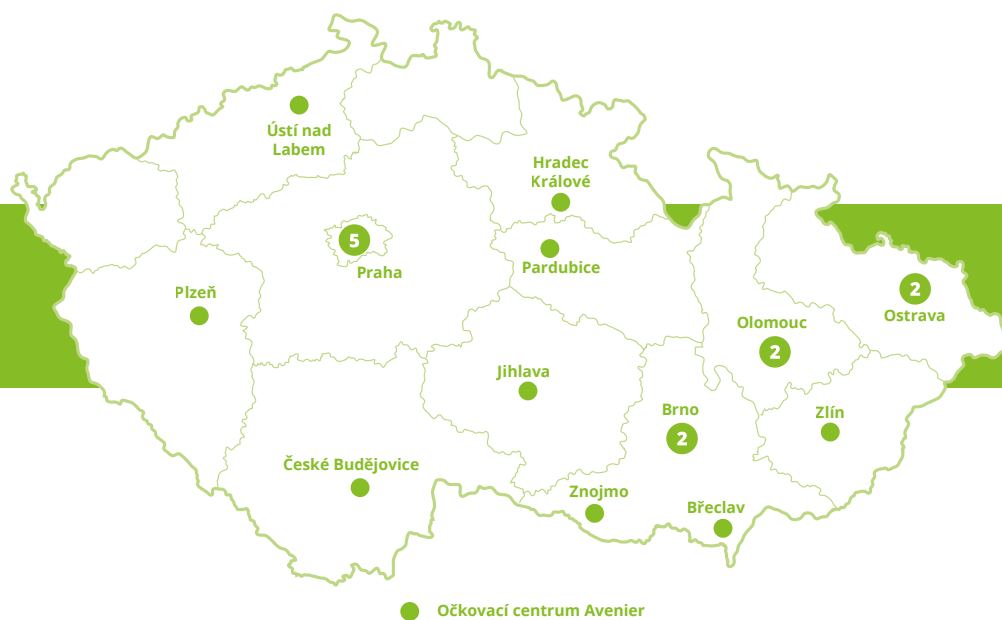 Ústí nad
Labem
Hradec
Králové
5
Praha
Pardubice
Plzeň
2
Ostrava
Olomouc
2
Jihlava
Brno
2
Zlín
České Budějovice
Znojmo
Břeclav
Očkovací centrum Avenier